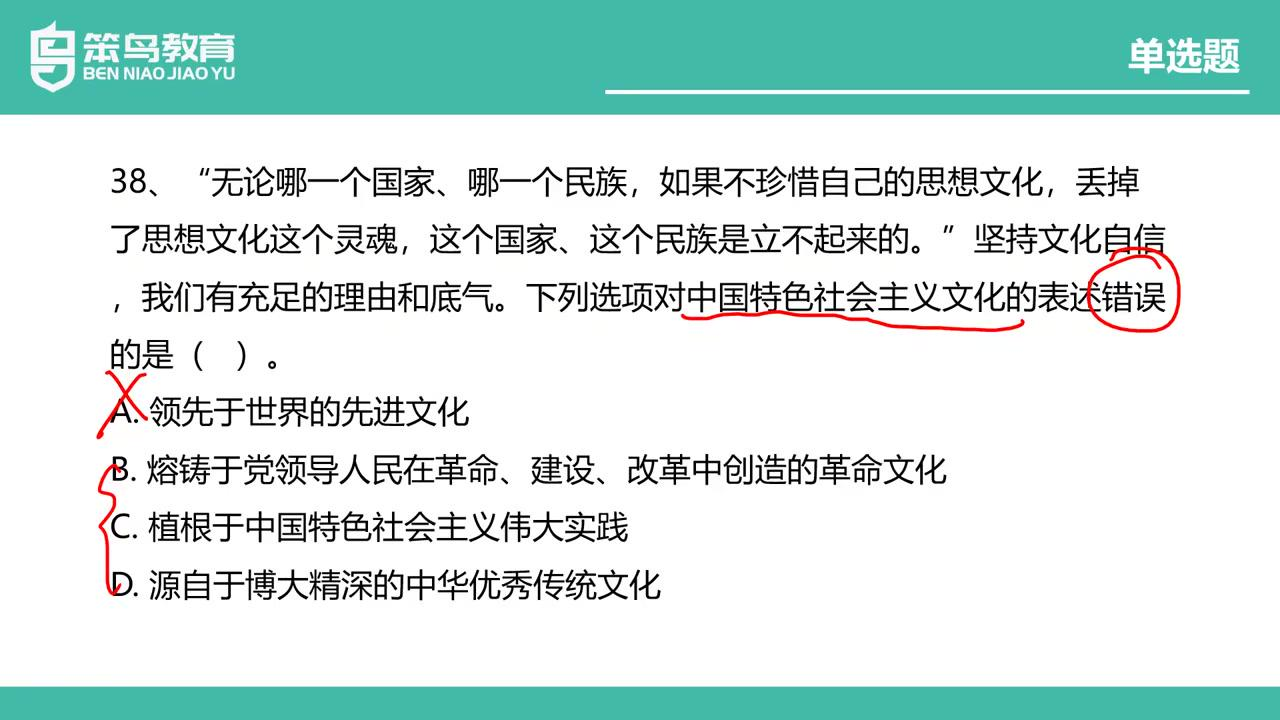 笨鸟教育
BEN NIAO JIAO YU
单选题
38、“无论哪一个国家、哪一个民族，如果不珍惜自己的思想文化，丢掉
了思想文化这个灵魂，这个国家、这个民族是立不起来的。”坚持文化自信
，我们有充足的理由和底气。下列选项对中国特色社会主义文化的表述错误
的是（　）。
A. 领先于世界的先进文化
B. 熔铸于党领导人民在革命、建设、改革中创造的革命文化
C. 植根于中国特色社会主义伟大实践
D. 源自于博大精深的中华优秀传统文化